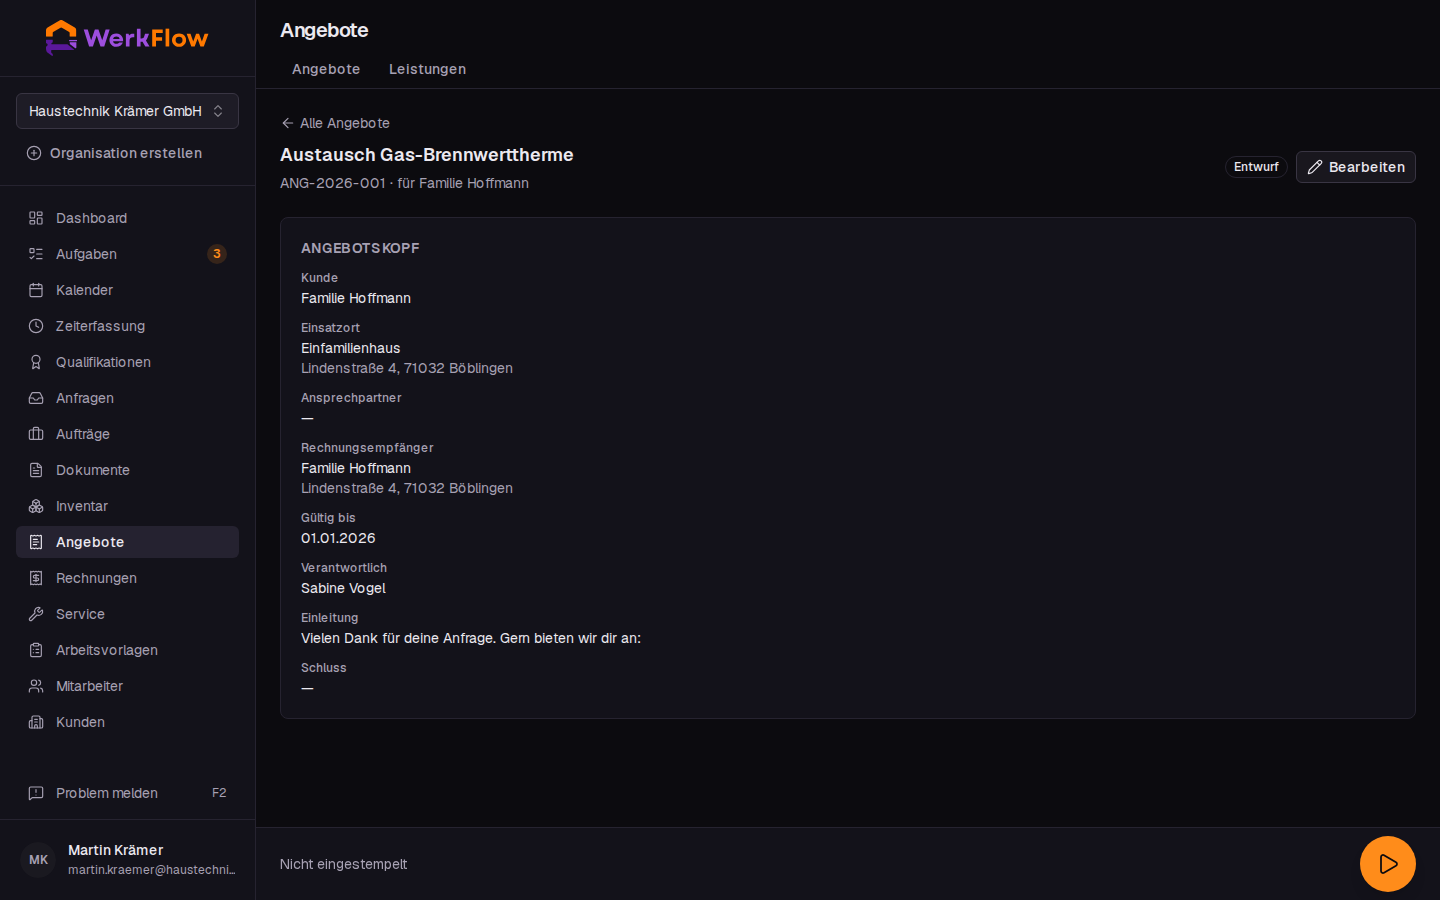 WerkFlow
Haustechnik Krämer GmbH
Organisation erstellen
Dashboard
Aufgaben 3
Kalender
Zeiterfassung
Qualifikationen
Anfragen
Aufträge
Dokumente
Inventar
Angebote
Rechnungen
Service
Arbeitsvorlagen
Mitarbeiter
Kunden
Problem melden F2
MK
Martin Krämer
martin.kraemer@haustechni...
Angebote
Angebote Leistungen
Alle Angebote
Austausch Gas-Brennwerttherme
ANG-2026-001 · für Familie Hoffmann
Entwurf
Bearbeiten
ANGEBOTSKOPF
Kunde
Familie Hoffmann
Einsatzort
Einfamilienhaus
Lindenstraße 4, 71032 Böblingen
Ansprechpartner
—
Rechnungsempfänger
Familie Hoffmann
Lindenstraße 4, 71032 Böblingen
Gültig bis
01.01.2026
Verantwortlich
Sabine Vogel
Einleitung
Vielen Dank für deine Anfrage. Gern bieten wir dir an:
Schluss
—
Nicht eingestempelt